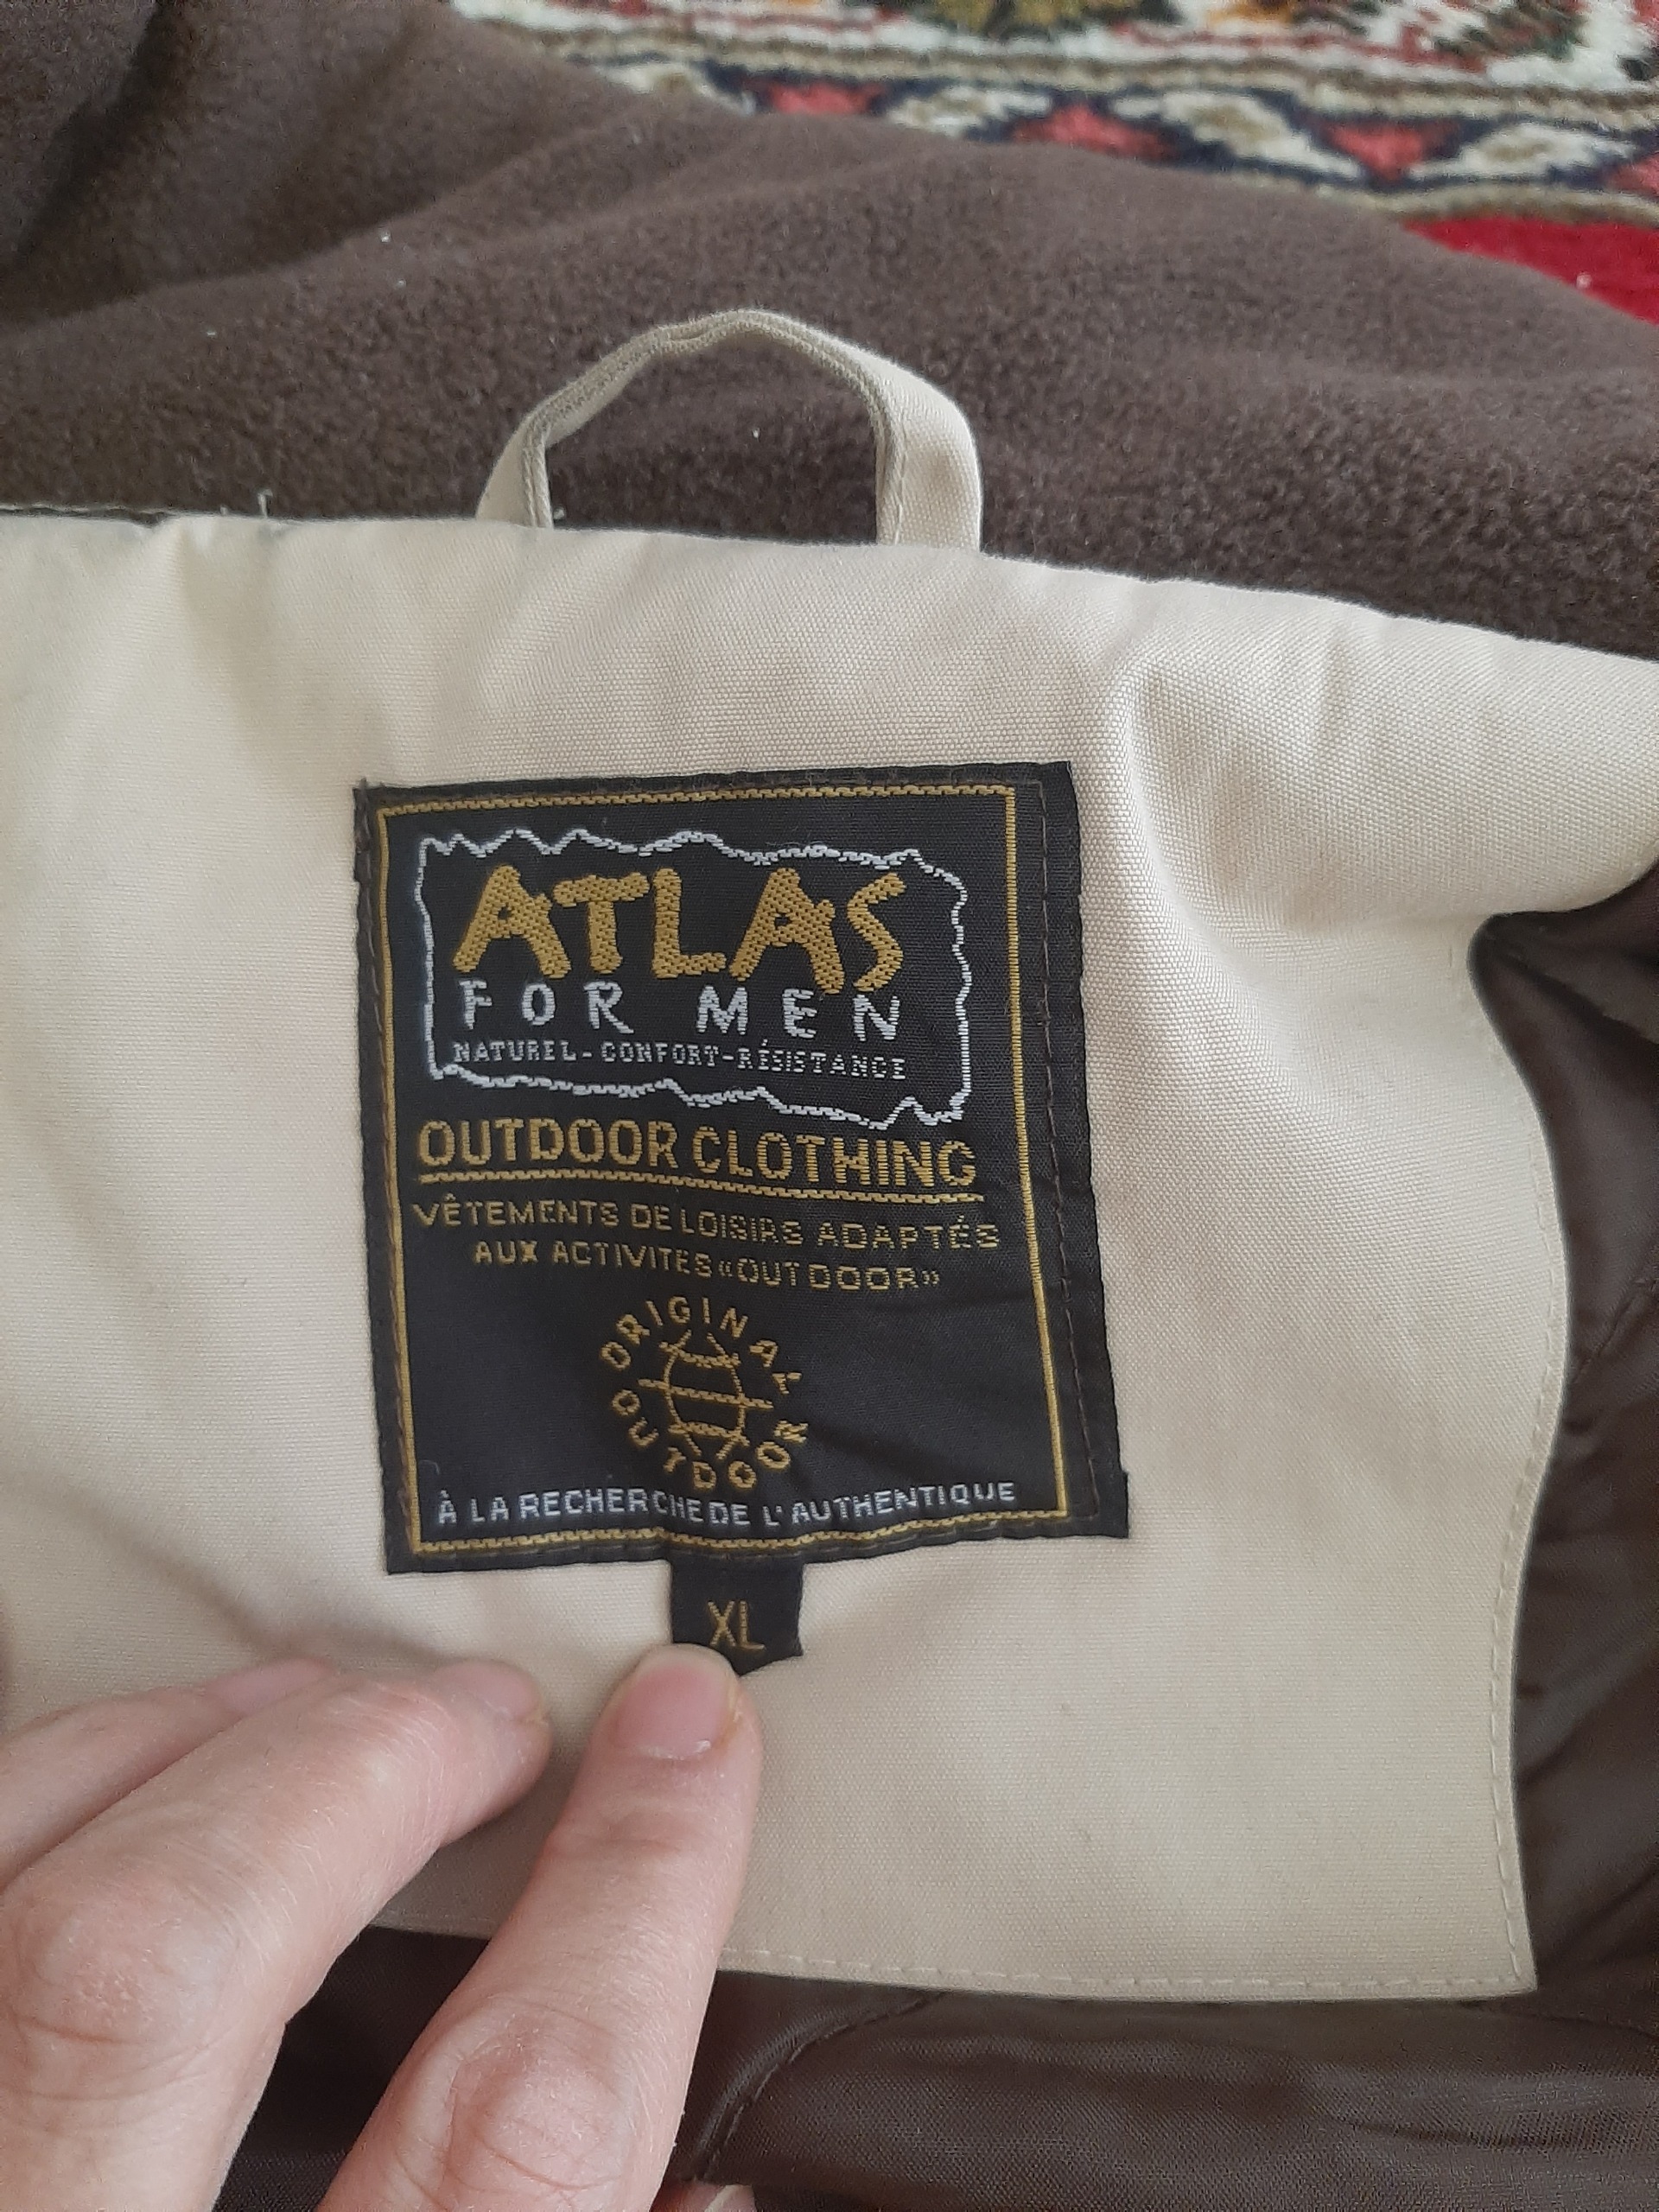 ATLAS
FOR MEN
NATUREL-CONFORT-RÉSISTANCE
OUTDOOR CLOTHING
VÊTEMENTS DE LOISIRS ADAPTÉS
AUX ACTIVITES «OUTDOOR»
ORIGINAL
OUTDOOR
À LA RECHERCHE DE L'AUTHENTIQUE
XL